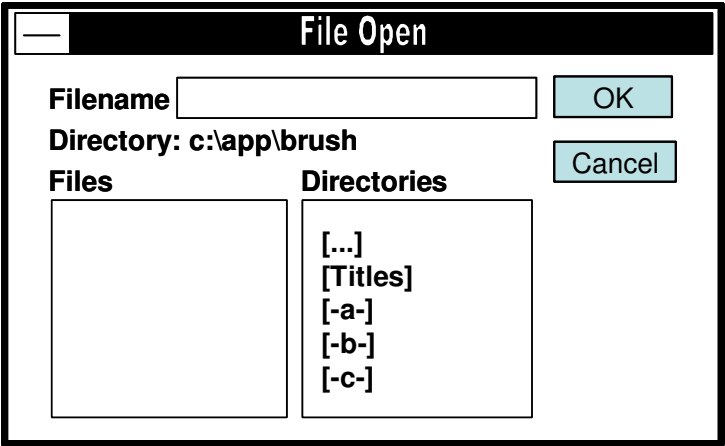 File Open
Filename
OK
Directory: c:\app\brush
Cancel
Files
Directories
[...]
[Titles]
[-a-]
[-b-]
[-c-]